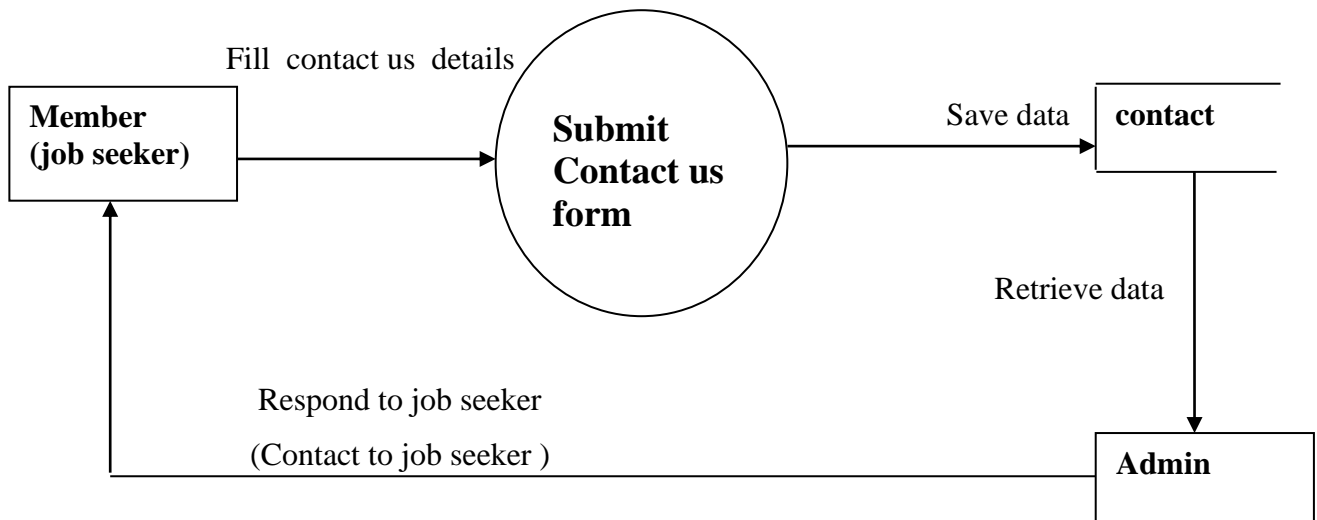 Fill contact us details
Member
(job seeker)
Submit
Contact us
form
Save data
contact
Retrieve data
Respond to job seeker
(Contact to job seeker )
Admin